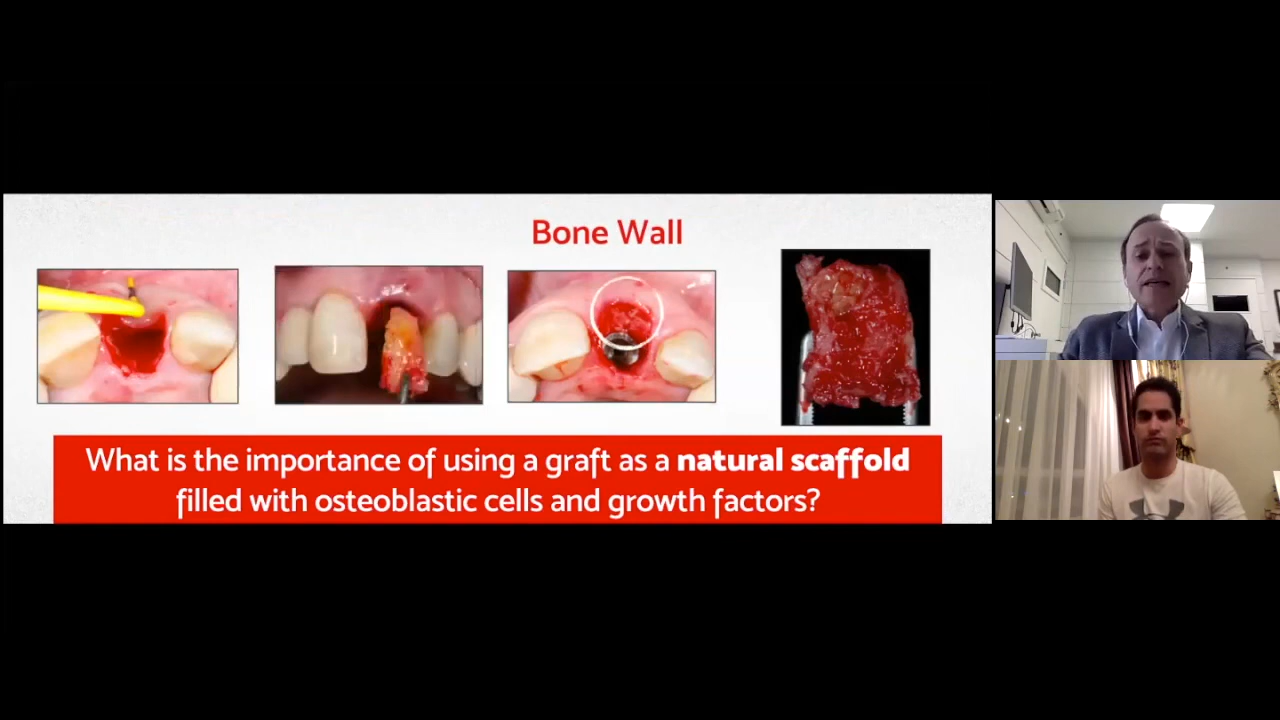 Bone Wall
What is the importance of using a graft as a natural scaffold
filled with osteoblastic cells and growth factors?